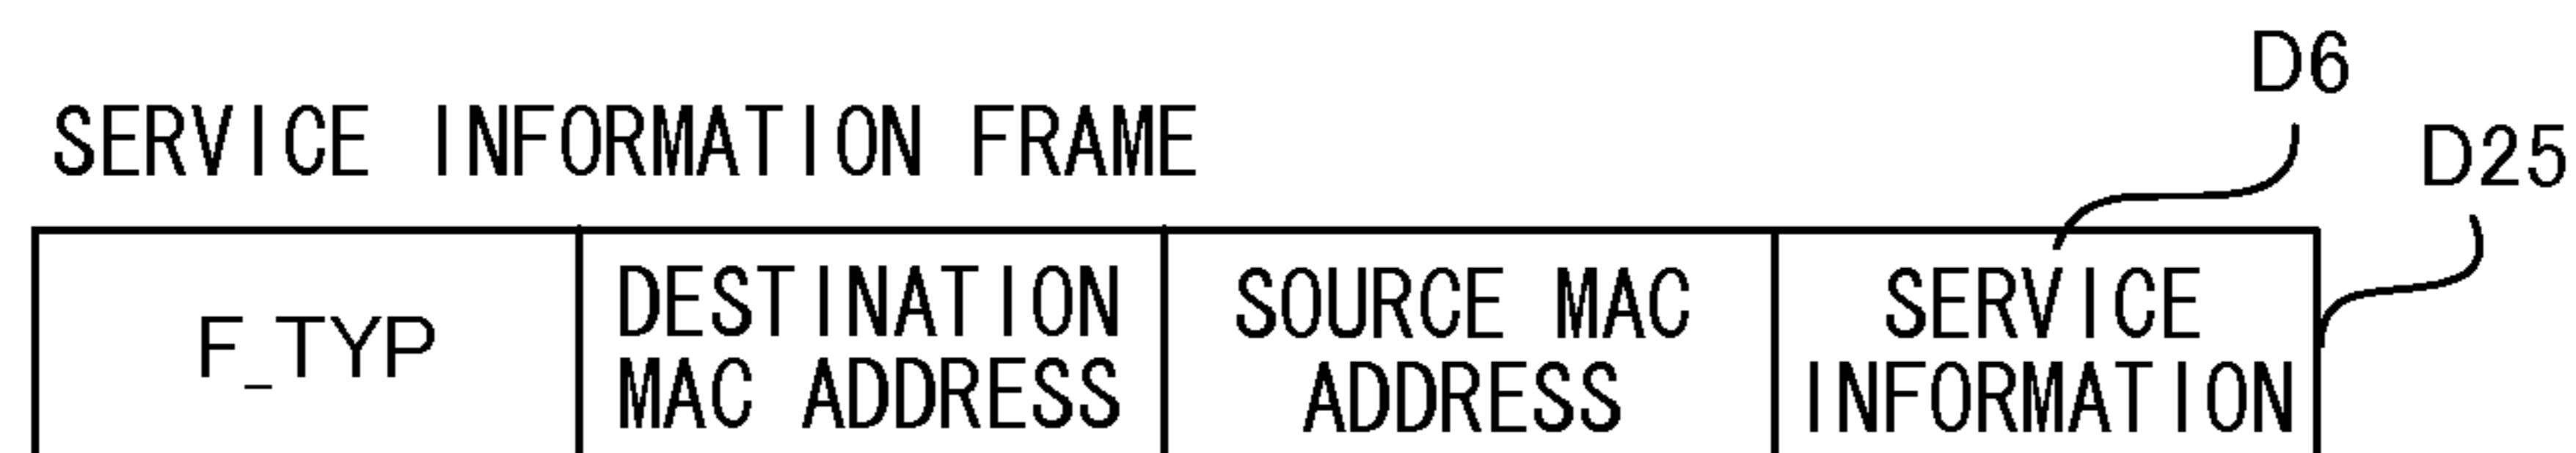 D6
SERVICE INFORMATION FRAME
D25
F_TYP
DESTINATION
MAC ADDRESS
SOURCE MAC
ADDRESS
SERVICE
INFORMATION